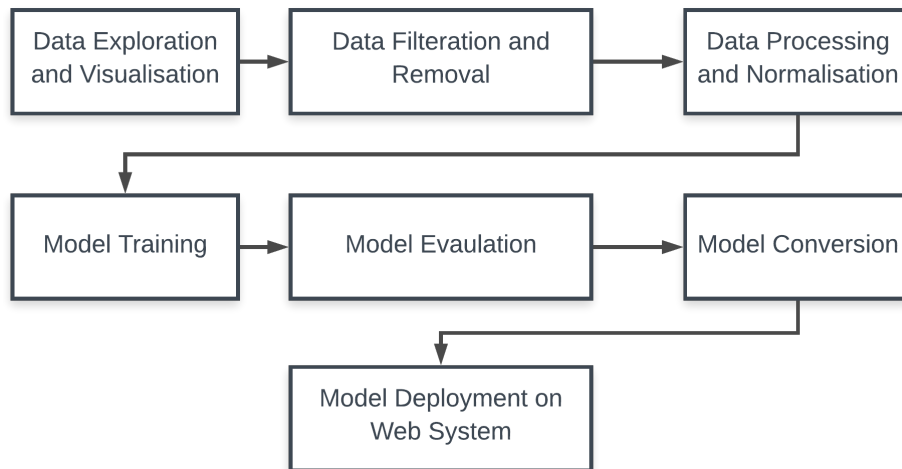 Data Exploration
and Visualisation
Data Filteration and
Removal
Data Processing
and Normalisation
Model Training
Model Evaulation
Model Conversion
Model Deployment on
Web System